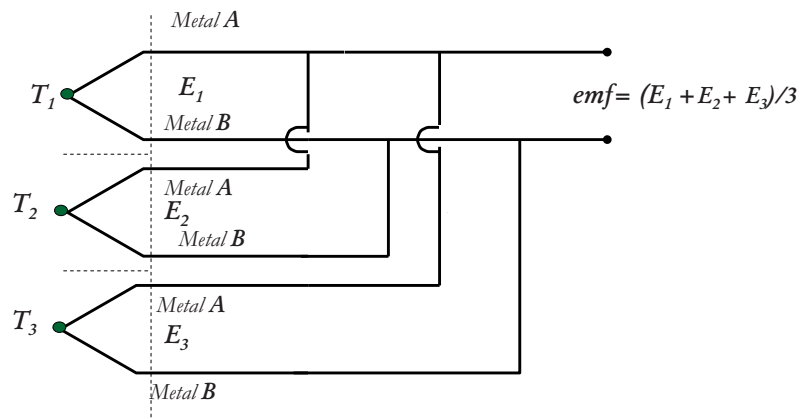 Metal A
T1
E1
emf= (E1 +E2+ E3)/3
Metal B
Metal A
T2
E2
Metal B
Metal A
T3
E3
Metal B